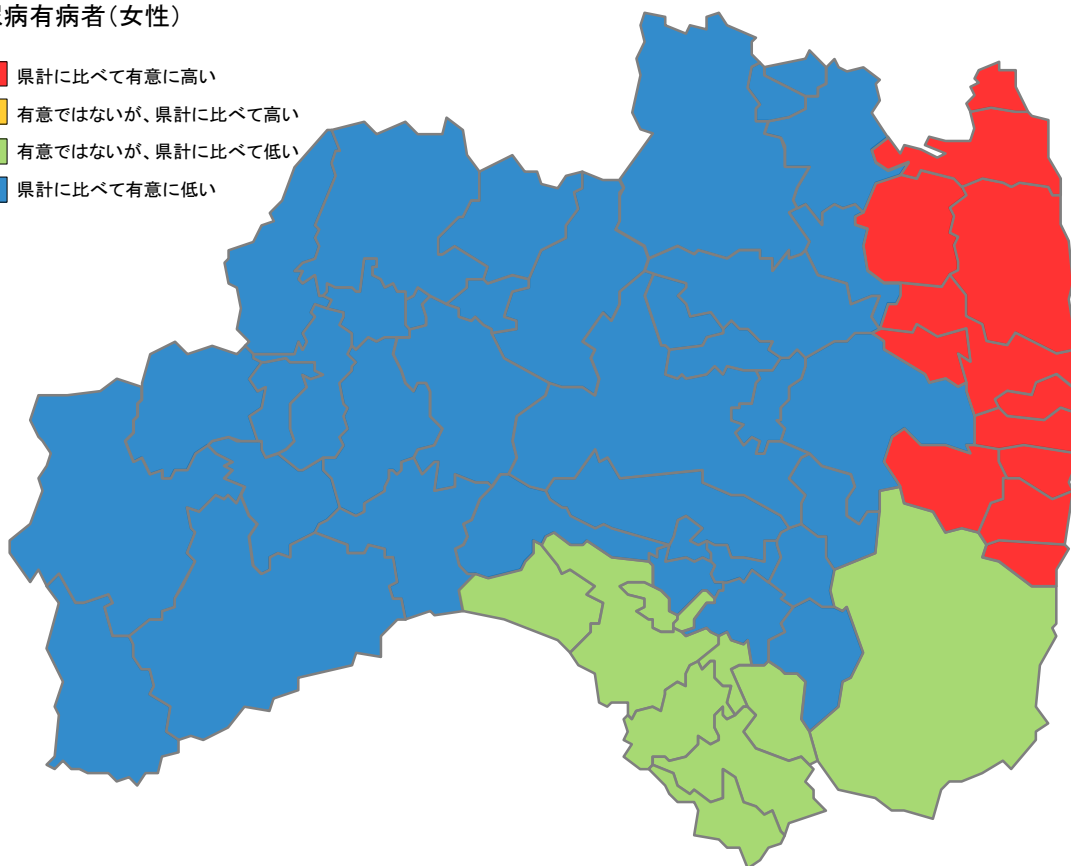 尿病有病者（女性）
県計に比べて有意に高い
有意ではないが、県計に比べて高い
有意ではないが、県計に比べて低い
県計に比べて有意に低い